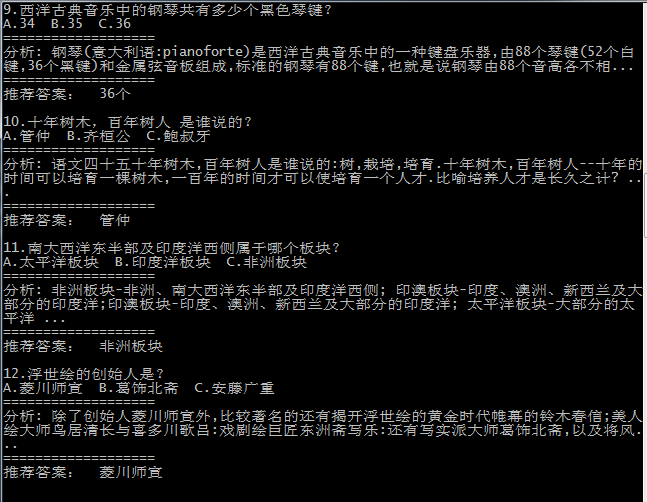 9.西洋古典音乐中的钢琴共有多少个黑色琴键?
A.34  B.35  C.36
===================
分析: 钢琴(意大利语:pianoforte)是西洋古典音乐中的一种键盘乐器,由88个琴键(52个白
键,36个黑键)和金属弦音板组成,标准的钢琴有88个键,也就是说钢琴由88个音高各不相...
===================
推荐答案:  36个
10.十年树木, 百年树人 是谁说的?
A.管仲  B.齐桓公  C.鲍叔牙
===================
分析: 语文四十五十年树木,百年树人是谁说的:树,栽培,培育.十年树木,百年树人--十年的
时间可以培育一棵树木,一百年的时间才可以使培育一个人才.比喻培养人才是长久之计? ..
.
===================
推荐答案:  管仲
11.南大西洋东半部及印度洋西侧属于哪个板块?
A.太平洋板块  B.印度洋板块  C.非洲板块
===================
分析: 非洲板块-非洲、南大西洋东半部及印度洋西侧; 印澳板块-印度、澳洲、新西兰及大
部分的印度洋;印澳板块-印度、澳洲、新西兰及大部分的印度洋; 太平洋板块-大部分的太
平洋 ...
===================
推荐答案:  非洲板块
12.浮世绘的创始人是?
A.菱川师宣  B.葛饰北斋  C.安藤广重
===================
分析: 除了创始人菱川师宣外,比较著名的还有揭开浮世绘的黄金时代帷幕的铃木春信;美人
绘大师鸟居清长与喜多川歌吕:戏剧绘巨匠东洲斋写乐:还有写实派大师葛饰北斋,以及将风.
..
===================
推荐答案:  菱川师宣